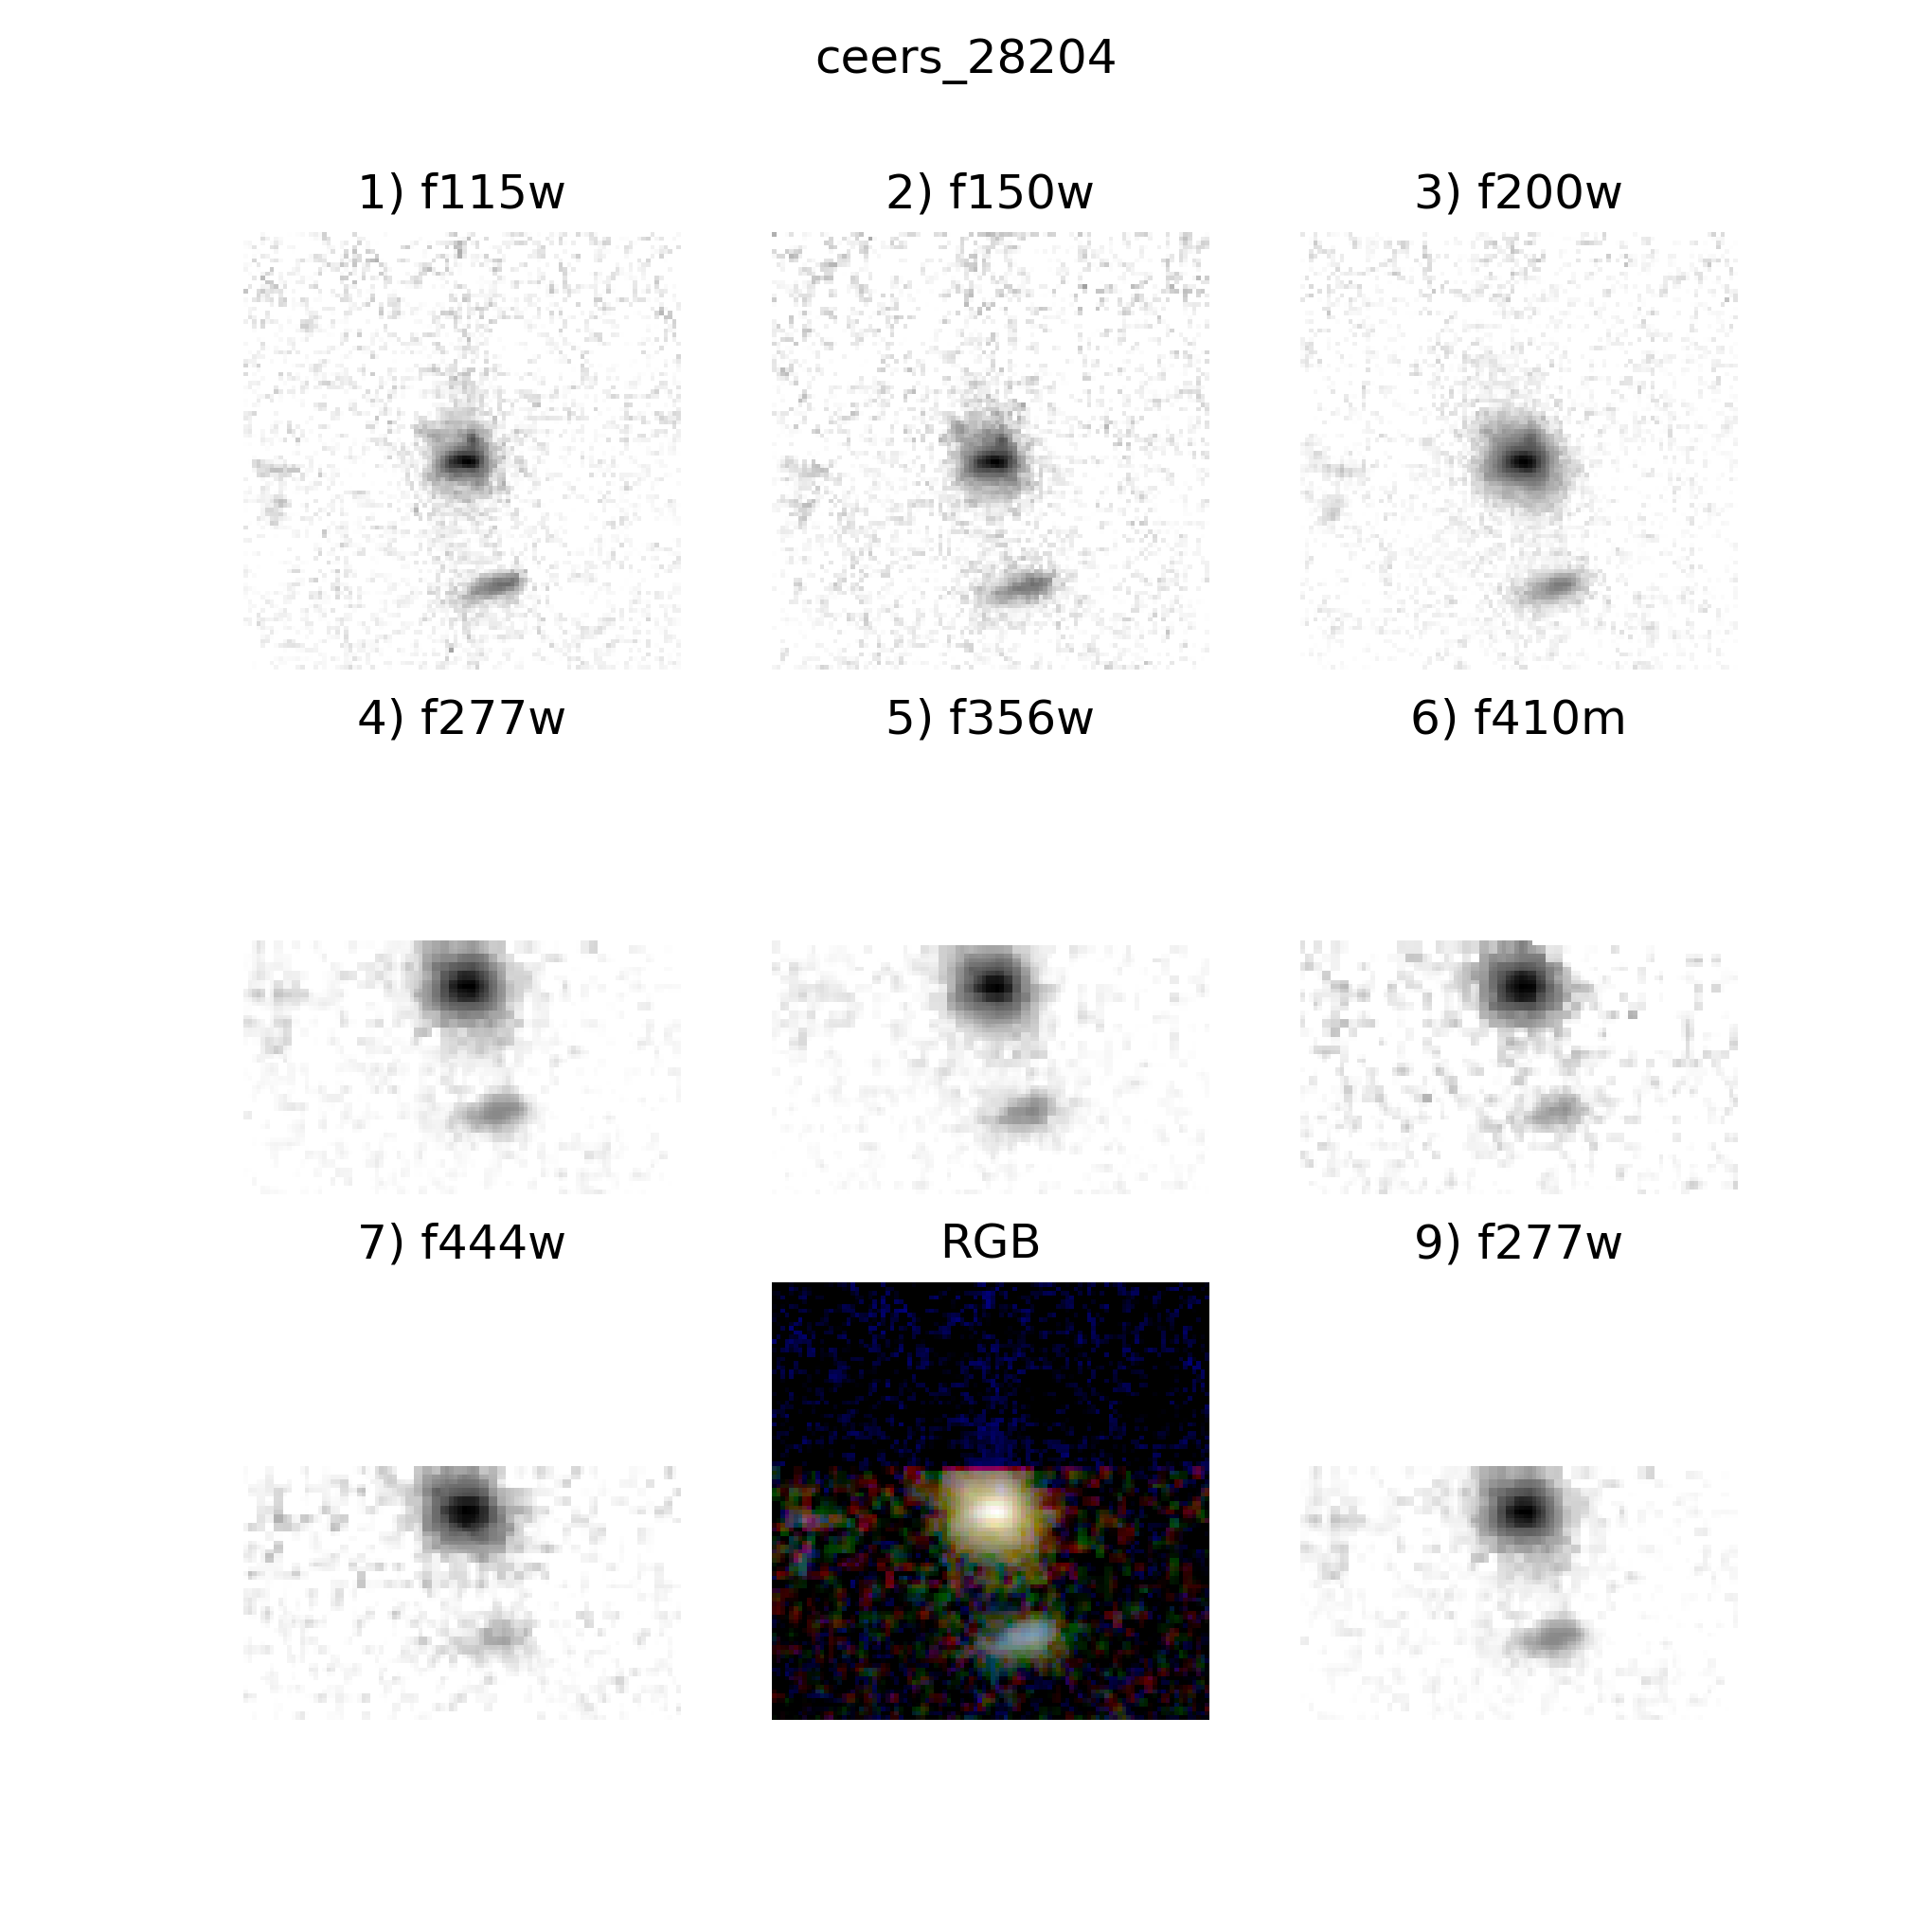 ceers_28204
1) f115w
2) f150w
3) f200w
4) f277w
5) f356w
6) f410m
7) f444w
RGB
9) f277w